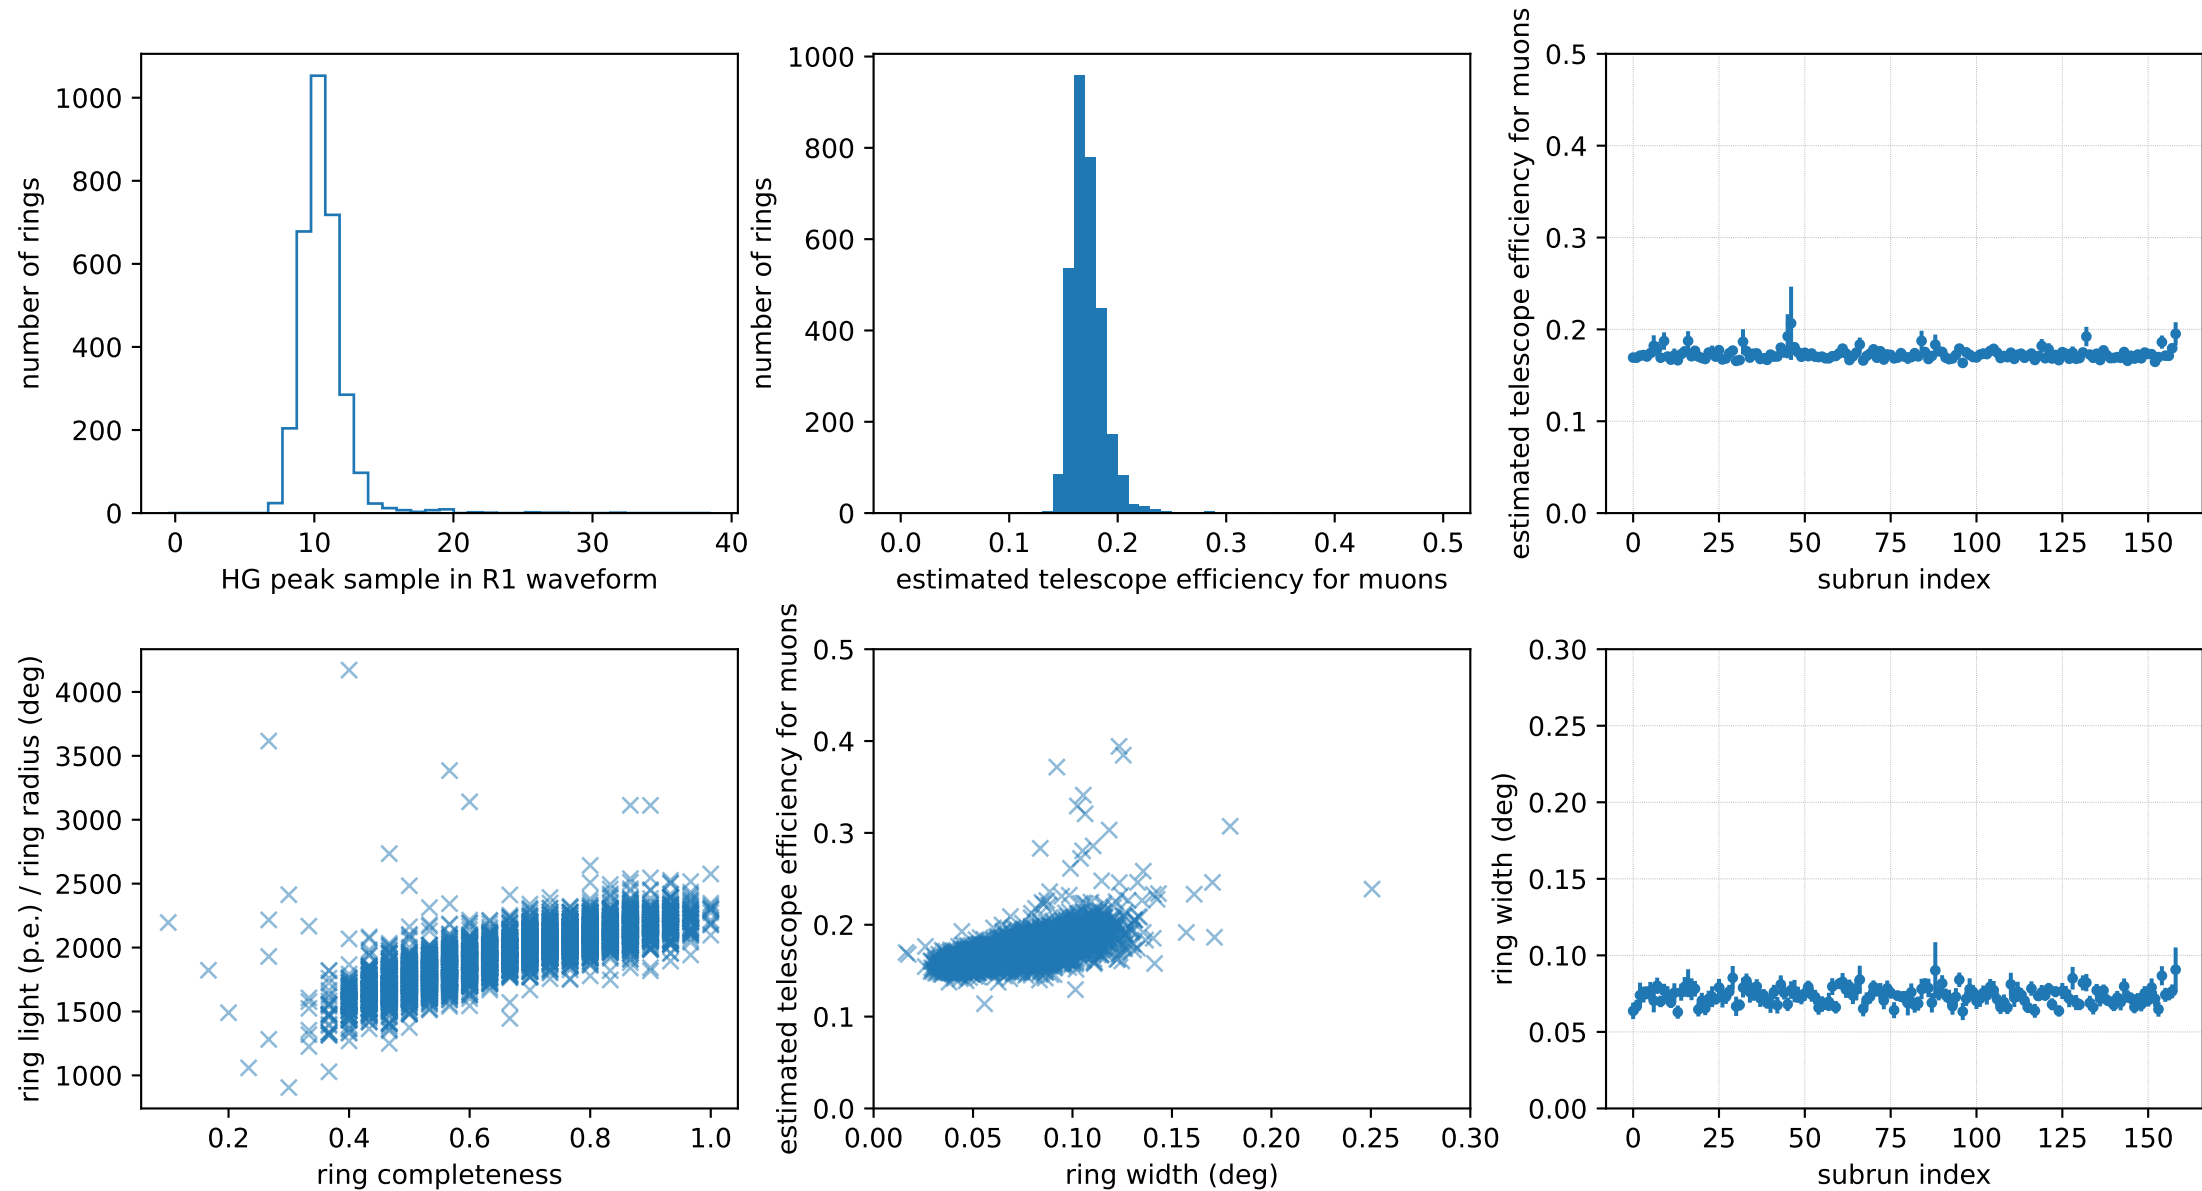 number of rings
1000
800
600
400
200
0
0 10 20 30 40
HG peak sample in R1 waveform
number of rings
1000
800
600
400
200
0
0.0 0.1 0.2 0.3 0.4 0.5
estimated telescope efficiency for muons
estimated telescope efficiency for muons
0.5
0.4
0.3
0.2
0.1
0.0
0 25 50 75 100 125 150
subrun index
ring light (p.e.) / ring radius (deg)
4000
3500
3000
2500
2000
1500
1000
0.2 0.4 0.6 0.8 1.0
ring completeness
estimated telescope efficiency for muons
0.5
0.4
0.3
0.2
0.1
0.0
0.00 0.05 0.10 0.15 0.20 0.25 0.30
ring width (deg)
ring width (deg)
0.30
0.25
0.20
0.15
0.10
0.05
0.00
0 25 50 75 100 125 150
subrun index